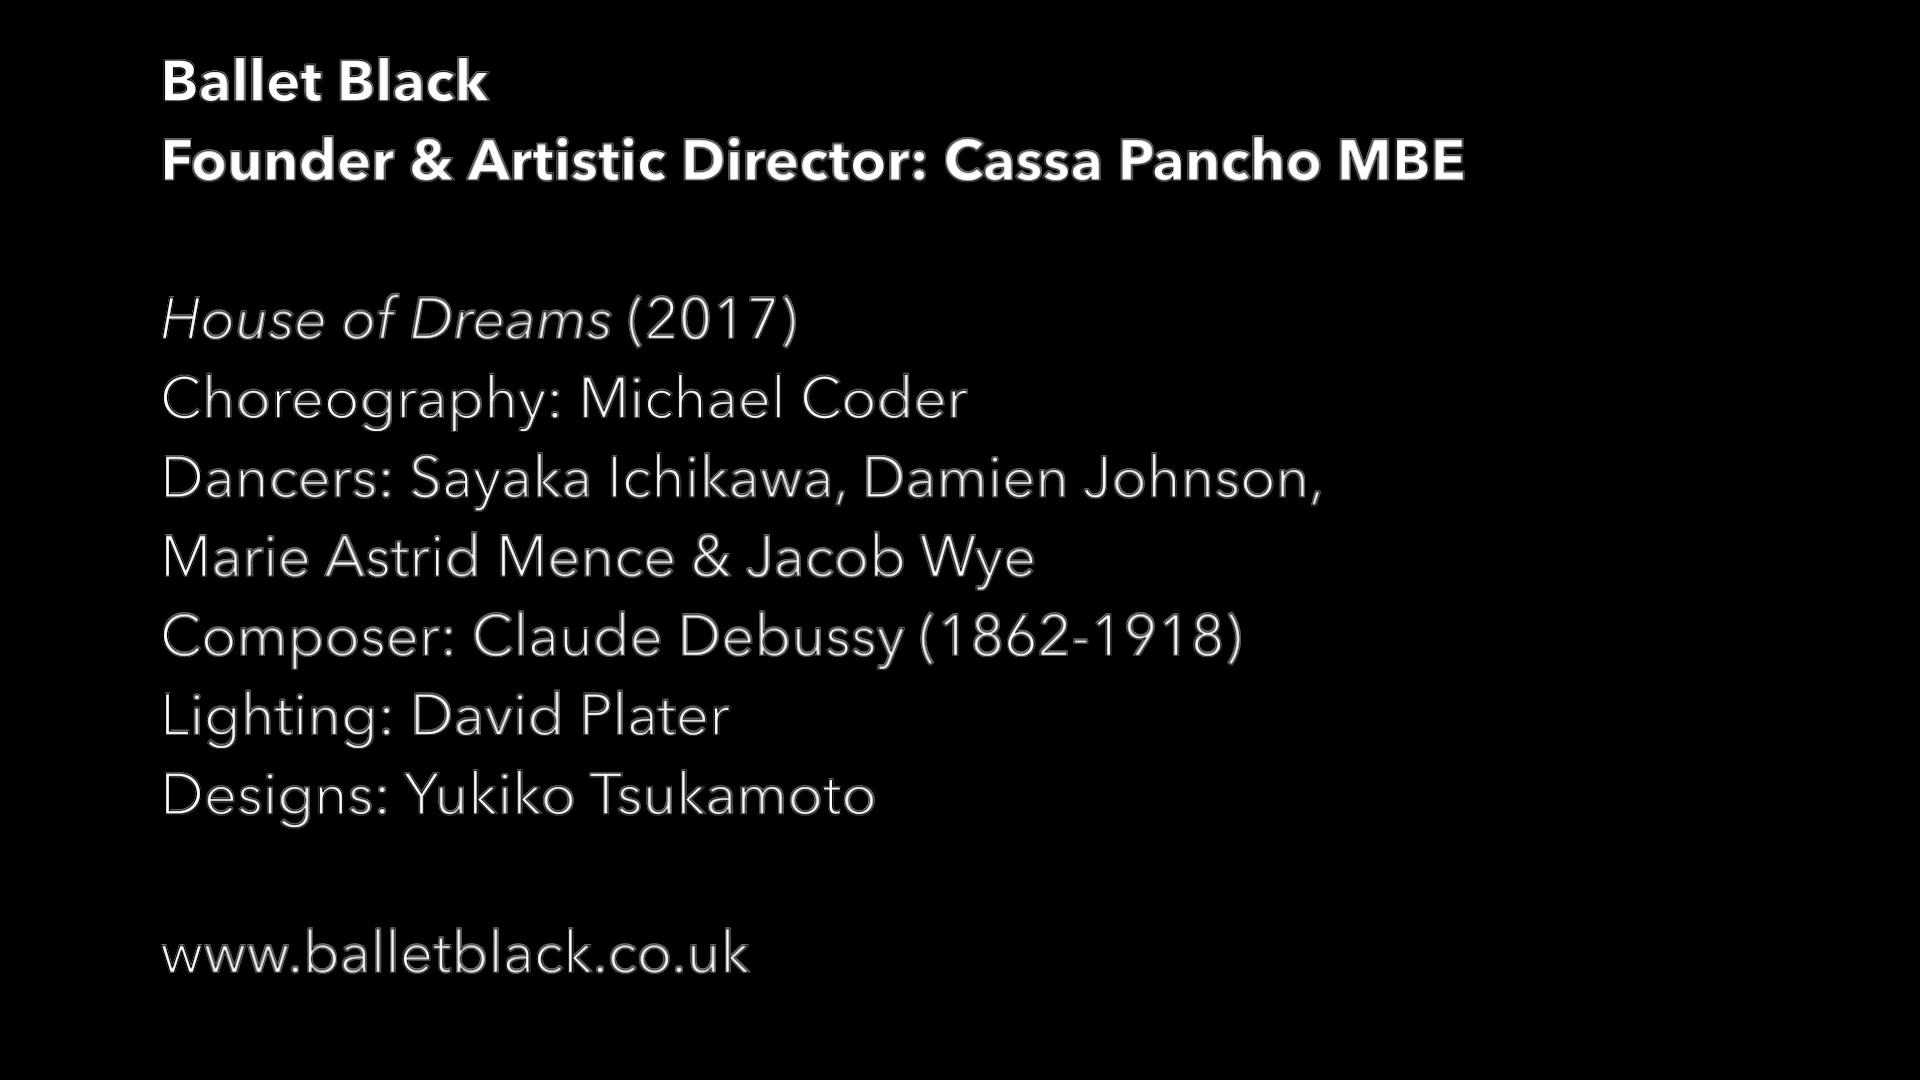 Ballet Black
Founder & Artistic Director: Cassa Pancho MBE
House of Dreams (2017)
Choreography: Michael Coder
Dancers: Sayaka Ichikawa, Damien Johnson,
Marie Astrid Mence & Jacob Wye
Composer: Claude Debussy (1862-1918)
Lighting: David Plater
Designs: Yukiko Tsukamoto
www.balletblack.co.uk